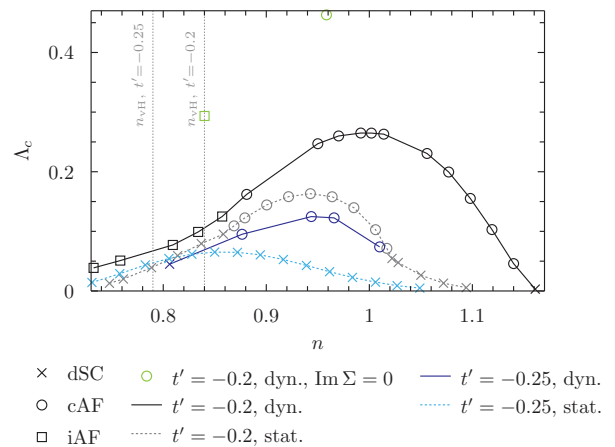 0.4
n_vH, t′=−0.25
n_vH, t′=−0.2
Λ_c
0.2
0
0.8
0.9
1
1.1
n
dSC
t′ = −0.2, dyn., Im Σ = 0
t′ = −0.25, dyn.
cAF
t′ = −0.2, dyn.
t′ = −0.25, stat.
iAF
t′ = −0.2, stat.